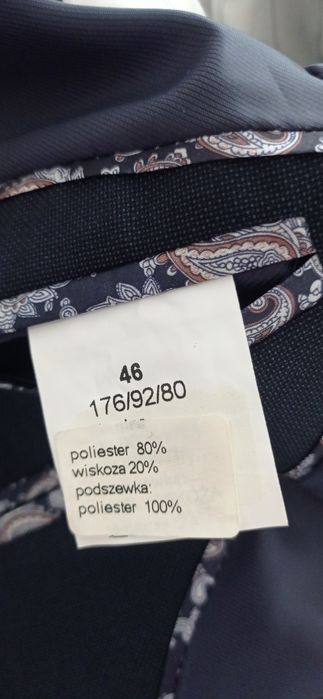 46
176/92/80
poliester 80%
wiskoza 20%
podszewka:
poliester 100%